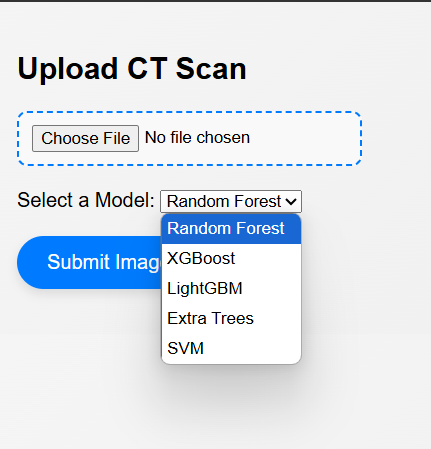 Upload CT Scan
Choose File No file chosen
Select a Model: Random Forest
Random Forest
XGBoost
LightGBM
Extra Trees
SVM
Submit Image